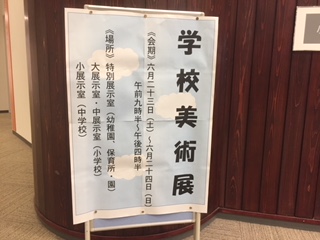 学校美術展
《会期》六月二十三日(土)～六月二十四日(日)
午前九時半～午後四時半
《場所》特別展示室(幼稚園、保育所・園)
大展示室・中展示室(小学校)
小展示室(中学校)